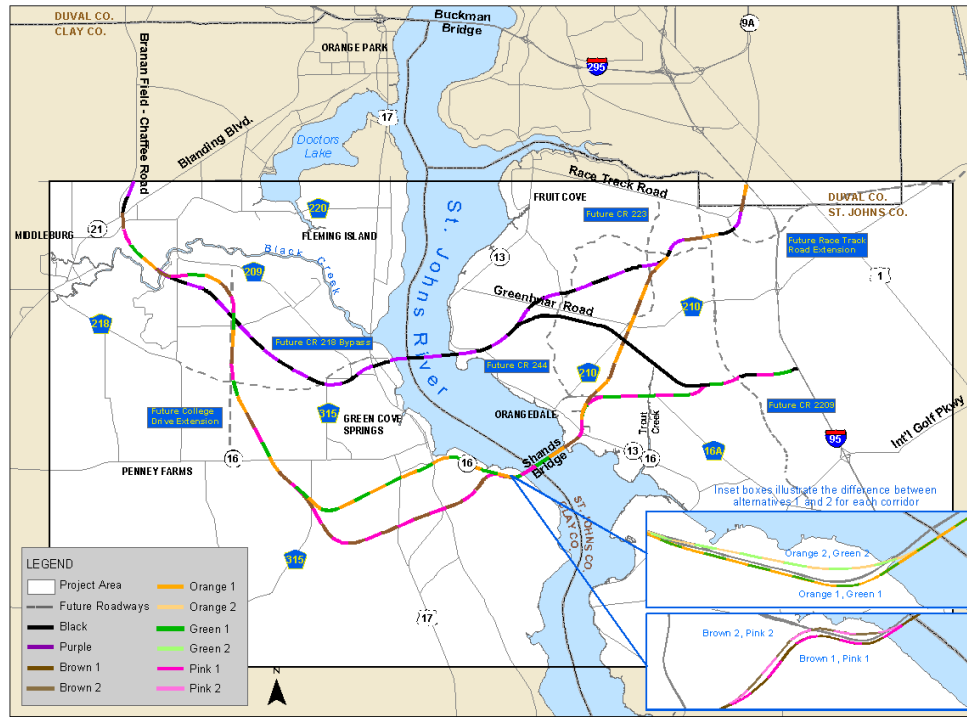 DUVAL CO.
CLAY CO.
Buckman
Bridge
9A
ORANGE PARK
295
Branan Field - Chaffee Road
17
Blanding Blvd.
Doctors
Lake
Race Track Road
FRUIT COVE
DUVAL CO.
ST. JOHNS CO.
220
Future CR 223
21
MIDDLEBURG
FLEMING ISLAND
Future Race Track
Road Extension
St. Johns River
13
Black Creek
209
1
Greenbriar Road
210
218
Future CR 218 Bypass
Future CR 244
210
Future College
Drive Extension
315
GREEN COVE
SPRINGS
ORANGEDALE
Trout
Creek
Future CR 2209
95
Int'l Golf Pkwy
16
PENNEY FARMS
16
Shands
Bridge
13
16
16A
ST. JOHNS CO.
CLAY CO.
Inset boxes illustrate the difference between
alternatives 1 and 2 for each corridor
Orange 2, Green 2
Orange 1, Green 1
315
17
Brown 2, Pink 2
Brown 1, Pink 1
LEGEND
Project Area
Future Roadways
Black
Purple
Brown 1
Brown 2
Orange 1
Orange 2
Green 1
Green 2
Pink 1
Pink 2
N